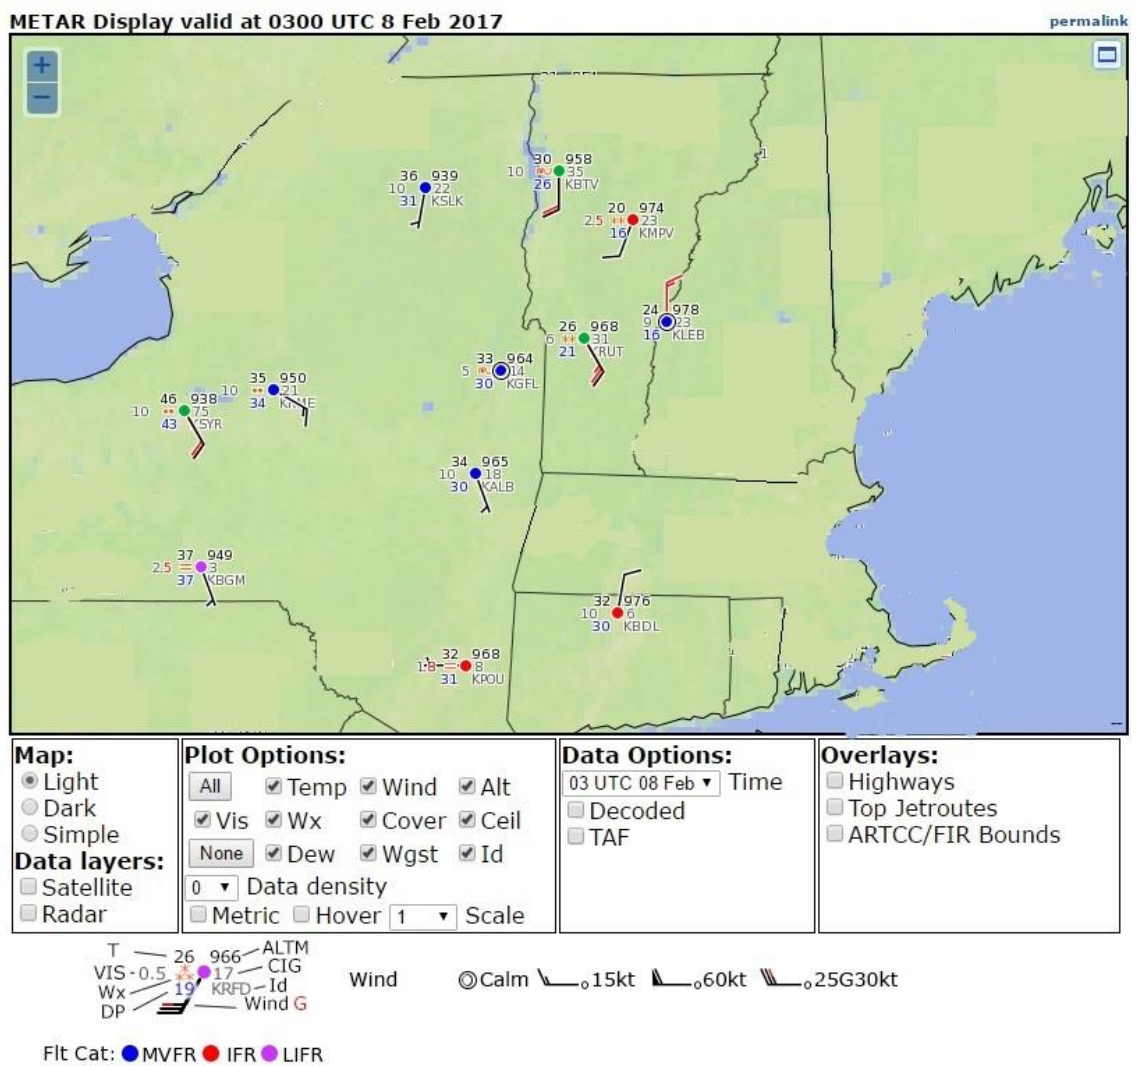 METAR Display valid at 0300 UTC 8 Feb 2017
permalink
+
−
1
36 939
10 22
31 KSLK
30 958
10 35
26 KBTV
20 974
2.5 23
16 KMPV
24 978
9 23
16 KLEB
26 968
6 31
21 KRUT
33 964
5 14
30 KGFL
35 950
10 21
34
46 938
10 75
43 KSYR
34 965
10 18
30 KALB
37 949
2.5 3
37 KBGM
32 976
10 6
30 KBDL
32 968
8
31 KPOU
Map:
Light
Dark
Simple
Data layers:
Satellite
Radar
Plot Options:
All Temp Wind Alt
Vis Wx Cover Ceil
None Dew Wgst Id
0 Data density
Metric Hover 1 Scale
Data Options:
03 UTC 08 Feb Time
Decoded
TAF
Overlays:
Highways
Top Jetroutes
ARTCC/FIR Bounds
T 26 966 ALTM
VIS 0.5 17 CIG
Wx 19 KRFD Id
DP Wind G
Wind Calm 15kt 60kt 25G30kt
Flt Cat: MVFR IFR LIFR